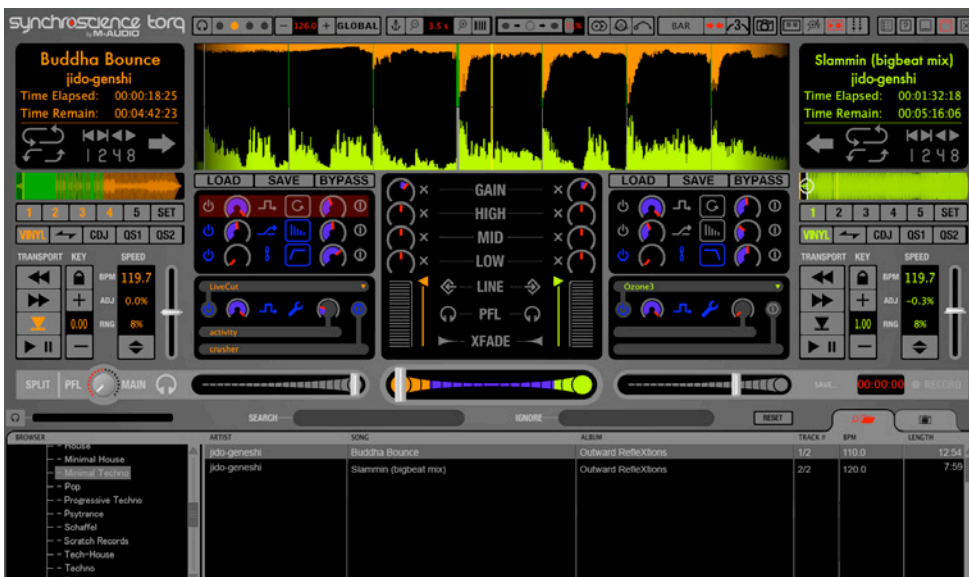 synchroscience torq
by M-AUDIO
126.0 + GLOBAL 3.5 s BAR 3
Buddha Bounce
jido-genshi
Time Elapsed: 00:00:18:25
Time Remain: 00:04:42:23
1 2 4 8
Slammin (bigbeat mix)
jido-genshi
Time Elapsed: 00:01:32:18
Time Remain: 00:05:16:06
1 2 4 8
1 2 3 4 5 SET
VINYL CDJ QS1 QS2
TRANSPORT KEY SPEED
BPM 119.7
ADJ 0.0%
0.00 RNG 8%
LOAD SAVE BYPASS
LiveCut
activity
crusher
GAIN
HIGH
MID
LOW
LINE
PFL
XFADE
LOAD SAVE BYPASS
Ozone3
1 2 3 4 5 SET
VINYL CDJ QS1 QS2
TRANSPORT KEY SPEED
BPM 119.7
ADJ -0.3%
1.00 RNG 8%
SPLIT PFL MAIN
SAVE... 00:00:00 RECORD
SEARCH IGNORE RESET
BROWSER ARTIST SONG ALBUM TRACK # BPM LENGTH
House
Minimal House
Minimal Techno
Pop
Progressive Techno
Psytrance
Schaffel
Scratch Records
Tech-House
Techno
jido-geneshi Buddha Bounce Outward RefleXtions 1/2 110.0 12:54
jido-geneshi Slammin (bigbeat mix) Outward RefleXtions 2/2 120.0 7:59